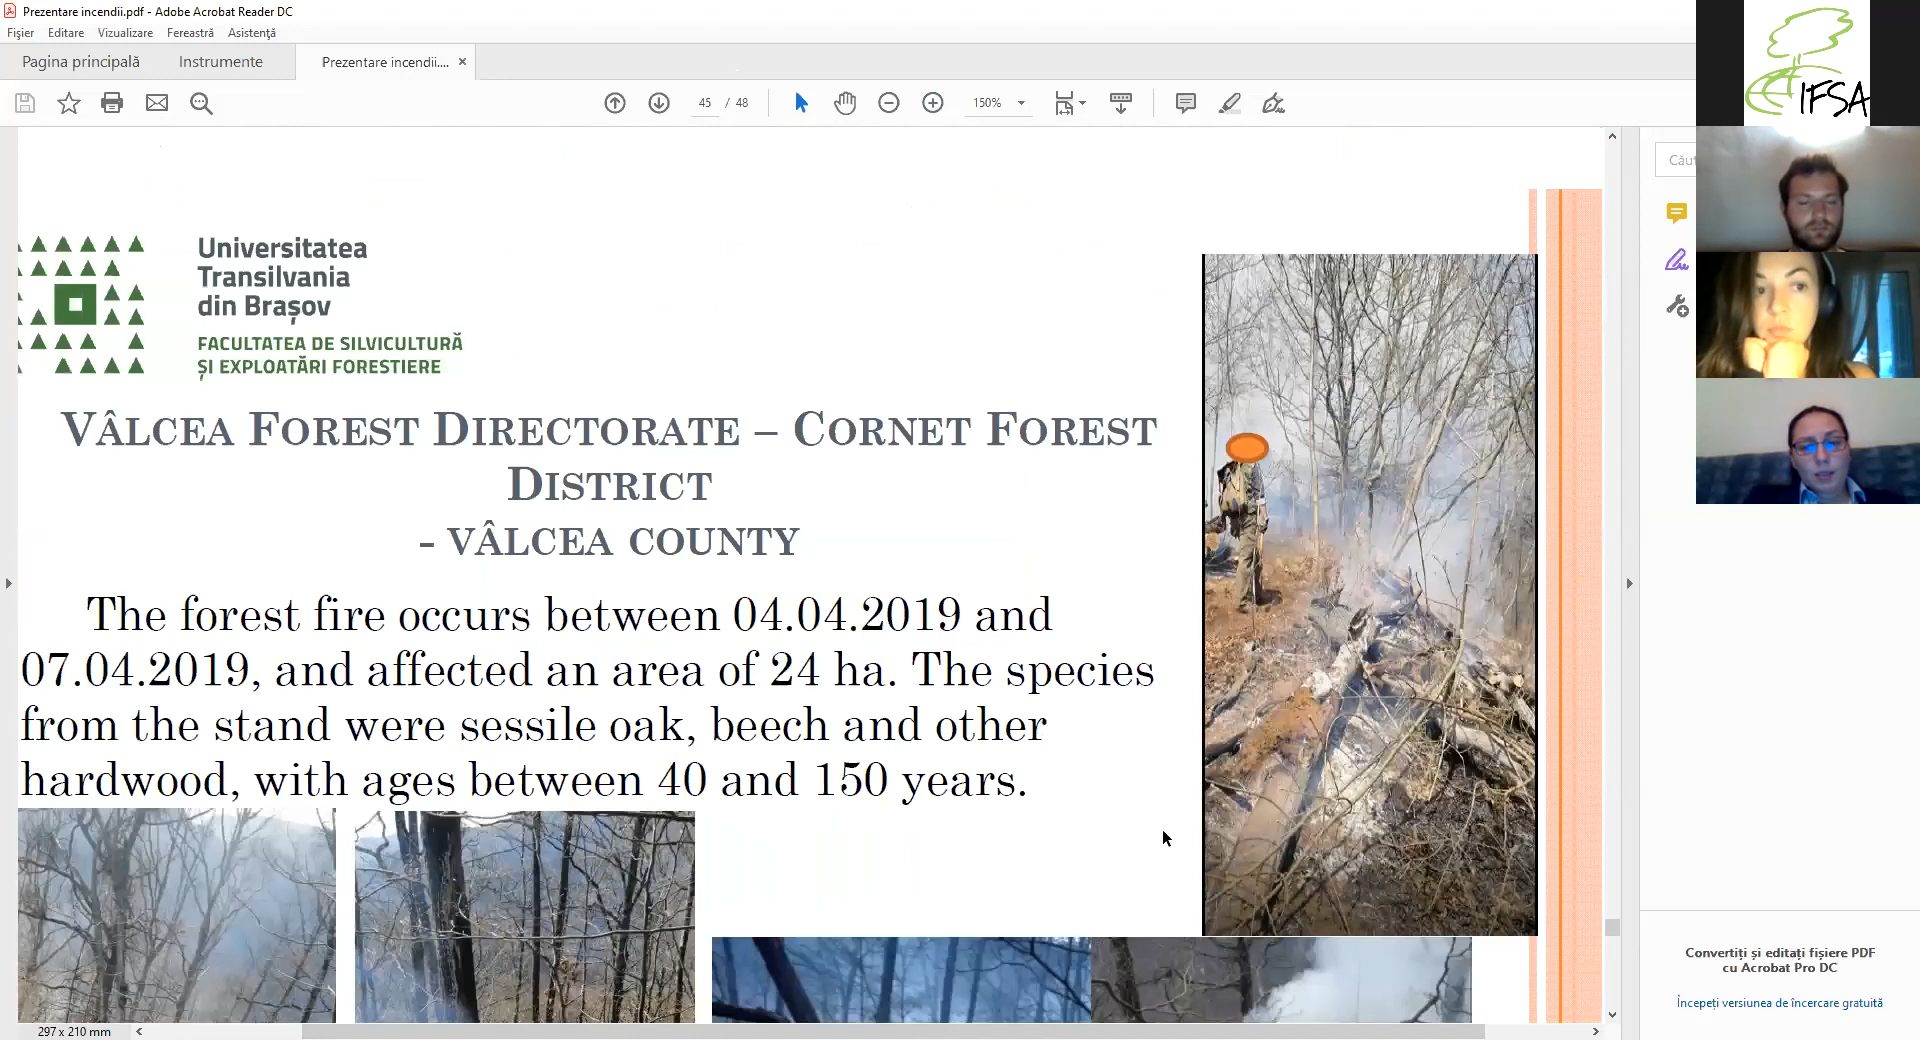 Prezentare incendii.pdf - Adobe Acrobat Reader DC
Fișier Editare Vizualizare Fereastră Asistență
Pagina principală Instrumente Prezentare incendii.... ×
45 / 48 150%
IFSA
Universitatea
Transilvania
din Brașov
FACULTATEA DE SILVICULTURĂ
ȘI EXPLOATĂRI FORESTIERE
VÂLCEA FOREST DIRECTORATE – CORNET FOREST
DISTRICT
- VÂLCEA COUNTY
The forest fire occurs between 04.04.2019 and
07.04.2019, and affected an area of 24 ha. The species
from the stand were sessile oak, beech and other
hardwood, with ages between 40 and 150 years.
Convertiți și editați fișiere PDF
cu Acrobat Pro DC
Începeți versiunea de încercare gratuită
297 x 210 mm